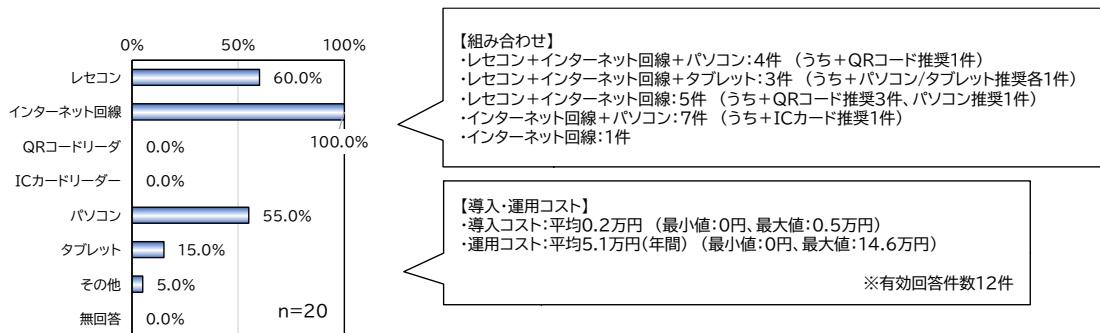 0% 50% 100%
レセコン 60.0%
インターネット回線 100.0%
QRコードリーダ 0.0%
ICカードリーダー 0.0%
パソコン 55.0%
タブレット 15.0%
その他 5.0%
無回答 0.0%
n=20
【組み合わせ】
・レセコン+インターネット回線+パソコン:4件 (うち+QRコード推奨1件)
・レセコン+インターネット回線+タブレット:3件 (うち+パソコン/タブレット推奨各1件)
・レセコン+インターネット回線:5件 (うち+QRコード推奨3件、パソコン推奨1件)
・インターネット回線+パソコン:7件 (うち+ICカード推奨1件)
・インターネット回線:1件
【導入・運用コスト】
・導入コスト:平均0.2万円 (最小値:0円、最大値:0.5万円)
・運用コスト:平均5.1万円(年間) (最小値:0円、最大値:14.6万円)
※有効回答件数12件